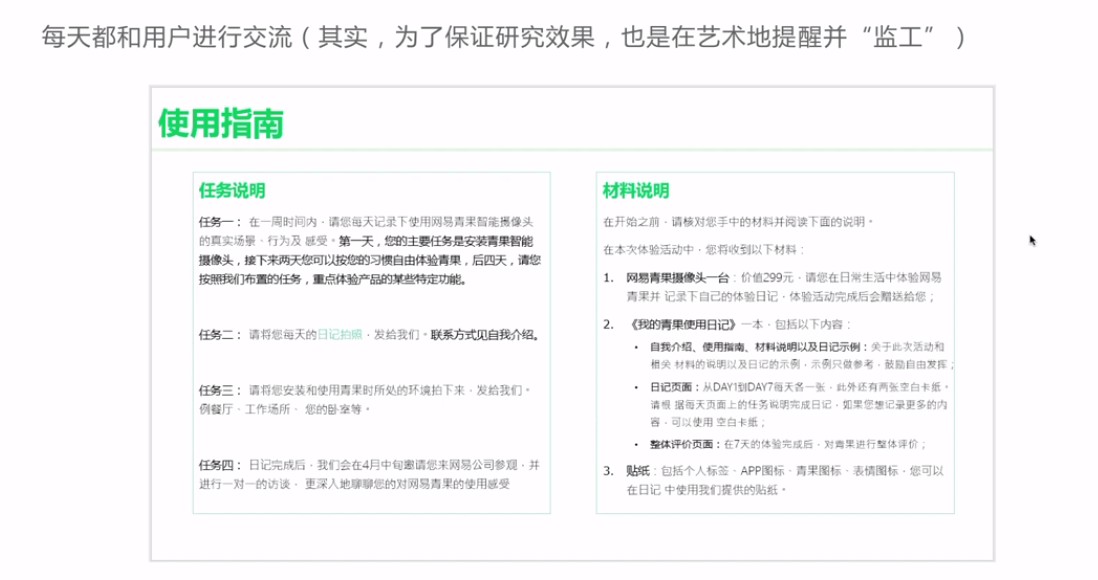 每天都和用户进行交流（其实，为了保证研究效果，也是在艺术地提醒并“监工”）
使用指南
任务说明
任务一： 在一周时间内，请您每天记录下使用网易青果智能摄像头
的真实场景、行为及 感受。第一天，您的主要任务是安装青果智能
摄像头，接下来两天您可以按您的习惯自由体验青果，后四天，请您
按照我们布置的任务，重点体验产品的某些特定功能。
任务二： 请将您每天的日记拍照，发给我们。联系方式见自我介绍。
任务三： 请将您安装和使用青果时所处的环境拍下来，发给我们。
例餐厅、工作场所、 您的卧室等。
任务四： 日记完成后，我们会在4月中旬邀请您来网易公司参观，并
进行一对一的访谈， 更深入地聊聊您的对网易青果的使用感受
材料说明
在开始之前，请核对您手中的材料并阅读下面的说明。
在本次体验活动中，您将收到以下材料：
1. 网易青果摄像头一台：价值299元，请您在日常生活中体验网易
青果并 记录下自己的体验日记，体验活动完成后会赠送给您；
2. 《我的青果使用日记》一本，包括以下内容：
• 自我介绍、使用指南、材料说明以及日记示例：关于此次活动和
相关 材料的说明以及日记的示例，示例只做参考，鼓励自由发挥；
• 日记页面：从DAY1到DAY7每天各一张，此外还有两张空白卡纸。
请根 据每天页面上的任务说明完成日记，如果您想记录更多的内
容，可以使用 空白卡纸；
• 整体评价页面：在7天的体验完成后，对青果进行整体评价；
3. 贴纸：包括个人标签、APP图标、青果图标、表情图标，您可以
在日记 中使用我们提供的贴纸。